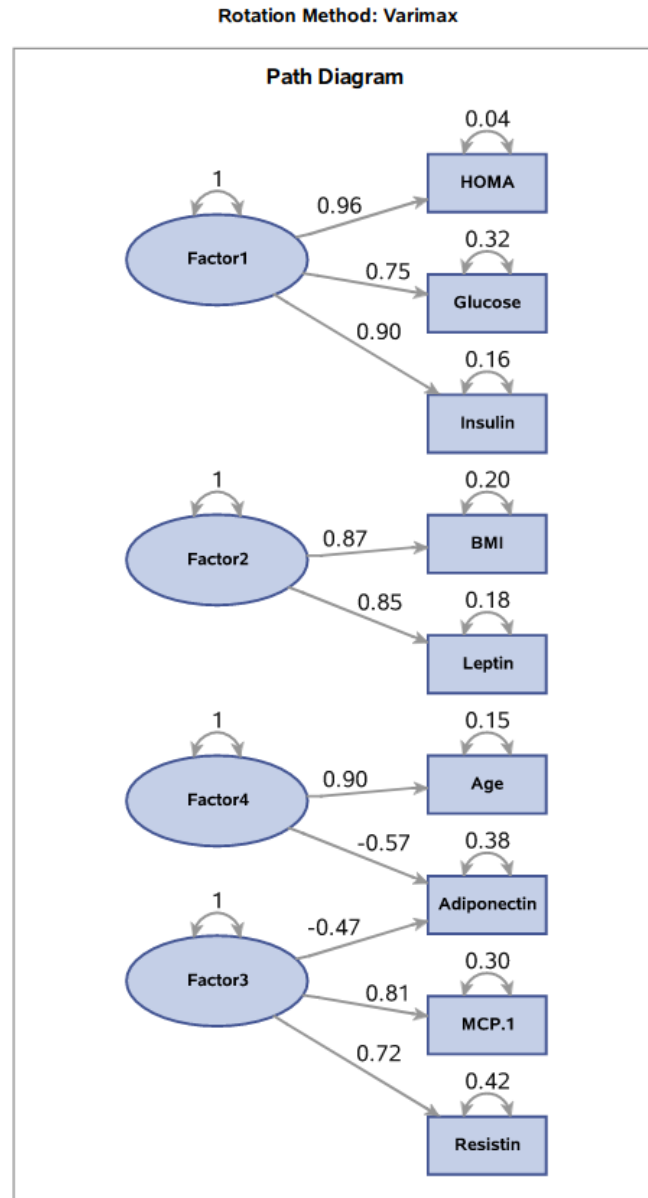 Rotation Method: Varimax
Path Diagram
0.04
1
HOMA
0.96
0.32
Factor1
0.75
Glucose
0.90
0.16
Insulin
1
0.20
0.87
BMI
Factor2
0.85
0.18
Leptin
1
0.15
0.90
Age
Factor4
-0.57
0.38
Adiponectin
1
-0.47
0.30
Factor3
0.81
MCP.1
0.72
0.42
Resistin